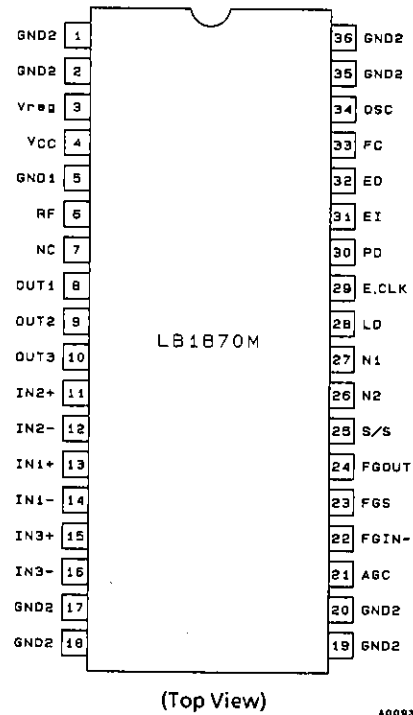 GND2 1
GND2 2
Vreg 3
VCC 4
GND1 5
RF 6
NC 7
OUT1 8
OUT2 9
OUT3 10
IN2+ 11
IN2- 12
IN1+ 13
IN1- 14
IN3+ 15
IN3- 16
GND2 17
GND2 18
LB1870M
36 GND2
35 GND2
34 OSC
33 FC
32 EO
31 EI
30 PD
29 E.CLK
28 LD
27 N1
26 N2
25 S/S
24 FGOUT
23 FGS
22 FGIN-
21 AGC
20 GND2
19 GND2
(Top View)